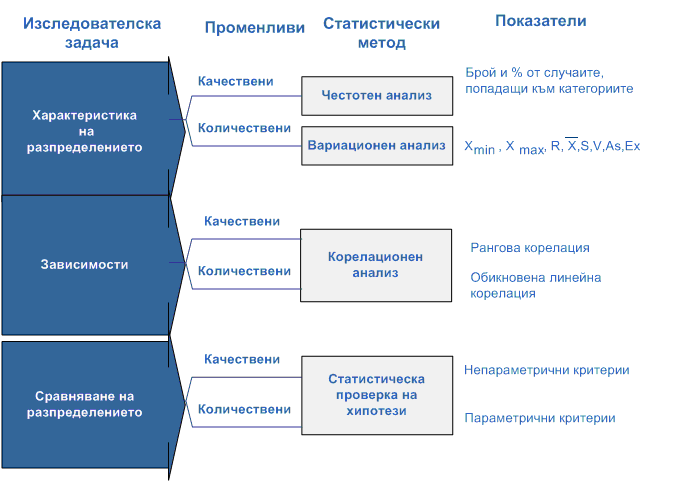 Изследователска
задача
Променливи
Статистически
метод
Показатели
Характеристика
на
разпределението
Качествени
Количествени
Честотен анализ
Вариационен анализ
Брой и % от случаите,
попадащи към категориите
Xmin , X max, R, X̅,S,V,As,Ex
Зависимости
Качествени
Количествени
Корелационен
анализ
Рангова корелация
Обикновена линейна
корелация
Сравняване на
разпределението
Качествени
Количествени
Статистическа
проверка на
хипотези
Непараметрични критерии
Параметрични критерии